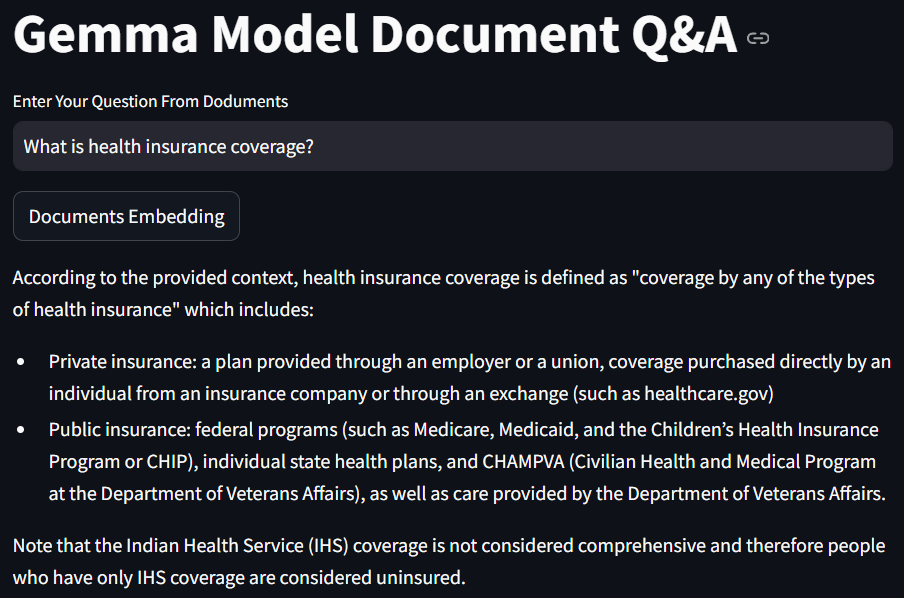 Gemma Model Document Q&A
Enter Your Question From Doduments
What is health insurance coverage?
Documents Embedding
According to the provided context, health insurance coverage is defined as "coverage by any of the types
of health insurance" which includes:
• Private insurance: a plan provided through an employer or a union, coverage purchased directly by an
individual from an insurance company or through an exchange (such as healthcare.gov)
• Public insurance: federal programs (such as Medicare, Medicaid, and the Children’s Health Insurance
Program or CHIP), individual state health plans, and CHAMPVA (Civilian Health and Medical Program
at the Department of Veterans Affairs), as well as care provided by the Department of Veterans Affairs.
Note that the Indian Health Service (IHS) coverage is not considered comprehensive and therefore people
who have only IHS coverage are considered uninsured.